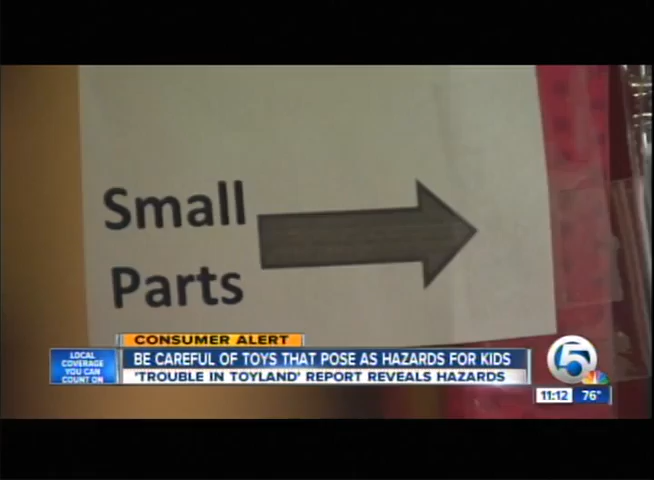 Small
Parts
CONSUMER ALERT
LOCAL
COVERAGE
YOU CAN
COUNT ON
BE CAREFUL OF TOYS THAT POSE AS HAZARDS FOR KIDS
'TROUBLE IN TOYLAND' REPORT REVEALS HAZARDS
5
11:12 76°